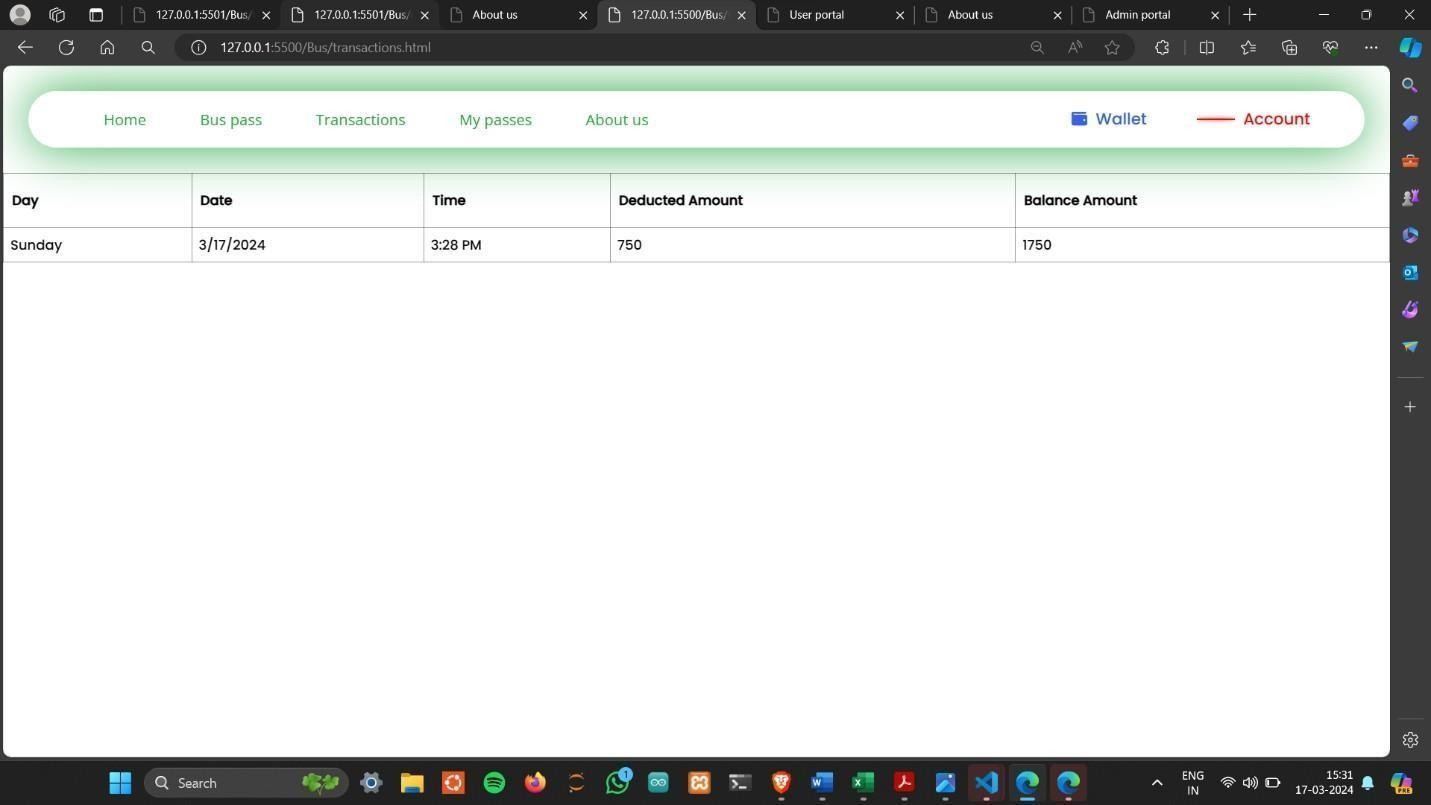 127.0.0.1:5501/Bus/ 127.0.0.1:5501/Bus/ About us 127.0.0.1:5500/Bus/ User portal About us Admin portal
127.0.0.1:5500/Bus/transactions.html
Home Bus pass Transactions My passes About us Wallet Account
Day Date Time Deducted Amount Balance Amount
Sunday 3/17/2024 3:28 PM 750 1750
Search
1
ENG
IN
15:31
17-03-2024
PRE